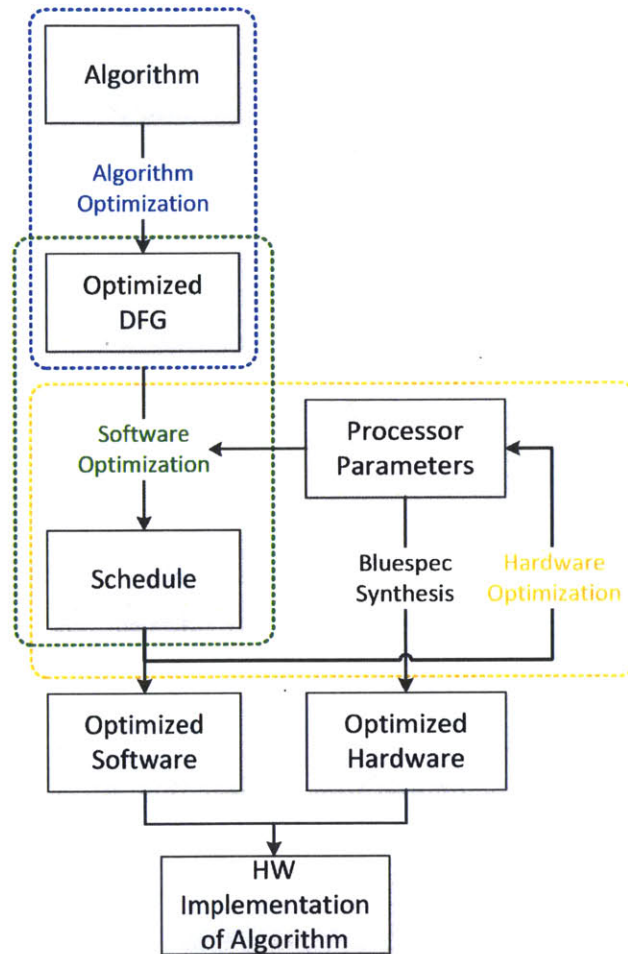 Algorithm
Algorithm
Optimization
Optimized
DFG
Software
Optimization
Processor
Parameters
Schedule
Bluespec
Synthesis
Hardware
Optimization
Optimized
Software
Optimized
Hardware
HW
Implementation
of Algorithm